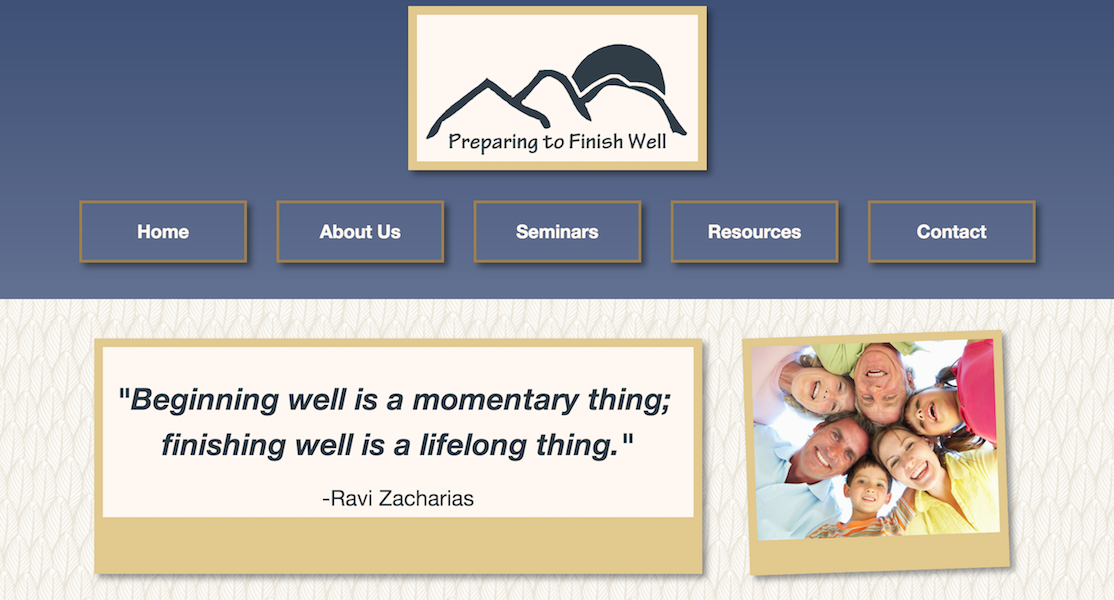 Preparing to Finish Well
Home
About Us
Seminars
Resources
Contact
"Beginning well is a momentary thing;
finishing well is a lifelong thing."
-Ravi Zacharias